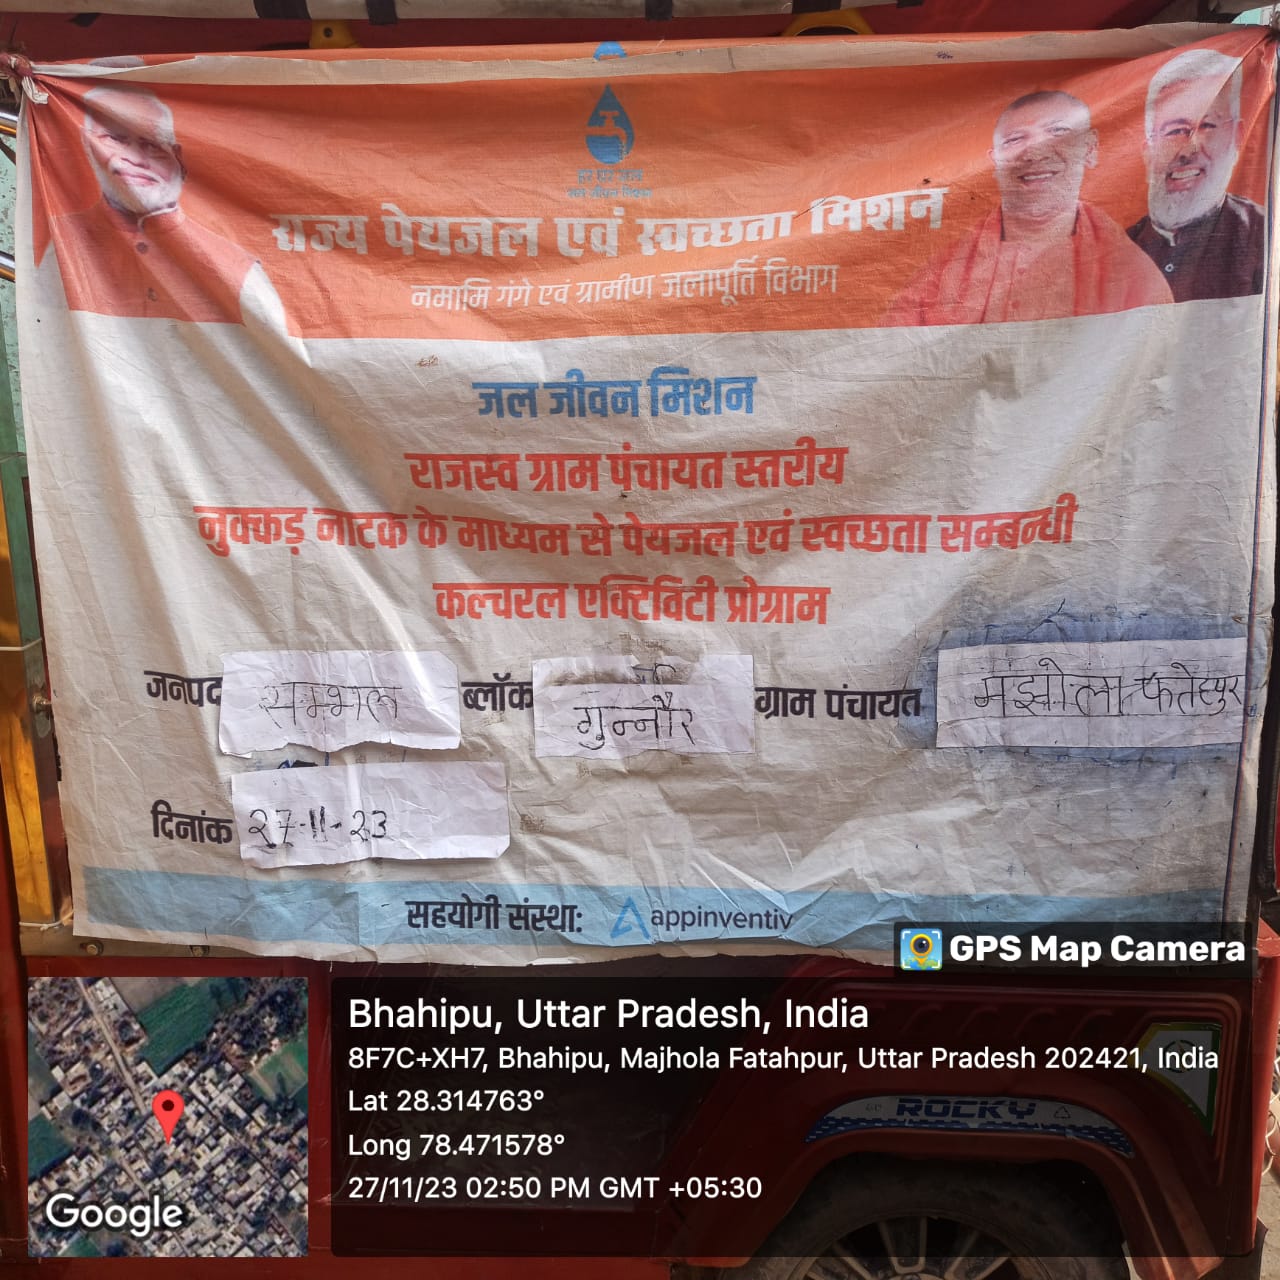 हर घर जल
जल जीवन मिशन
राज्य पेयजल एवं स्वच्छता मिशन
नमामि गंगे एवं ग्रामीण जलापूर्ति विभाग
जल जीवन मिशन
राजस्व ग्राम पंचायत स्तरीय
नुक्कड़ नाटक के माध्यम से पेयजल एवं स्वच्छता सम्बन्धी
कल्चरल एक्टिविटी प्रोग्राम
जनपद सम्भल ब्लॉक गुन्नौर ग्राम पंचायत मंझोला फतेहपुर
दिनांक 27-11-23
सहयोगी संस्था: appinventiv
GPS Map Camera
Bhahipu, Uttar Pradesh, India
8F7C+XH7, Bhahipu, Majhola Fatahpur, Uttar Pradesh 202421, India
Lat 28.314763°
Long 78.471578°
27/11/23 02:50 PM GMT +05:30
Google
ROCKY